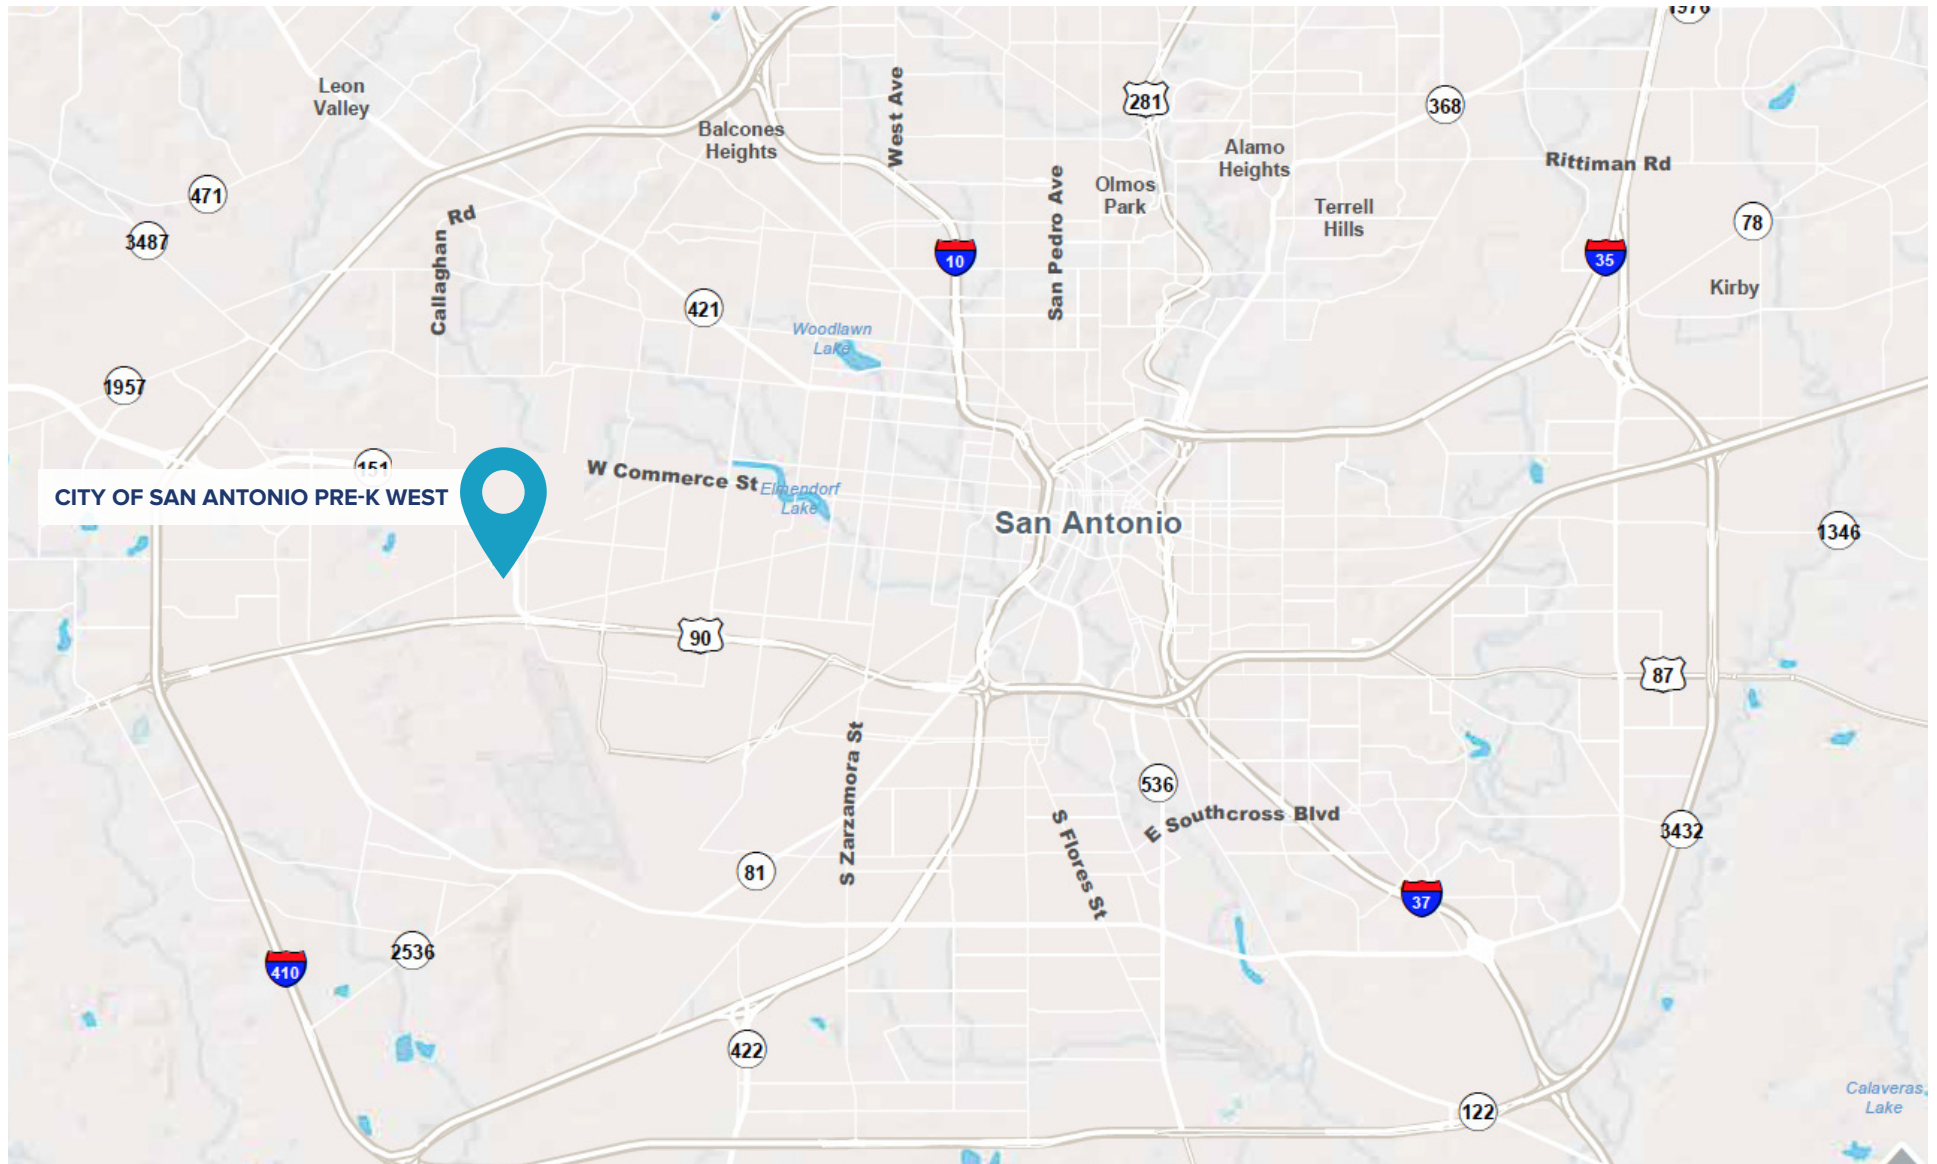 1976
Leon
Valley
Balcones
Heights
West Ave
281
368
Alamo
Heights
Rittiman Rd
471
Olmos
Park
Terrell
Hills
78
3487
Callaghan Rd
San Pedro Ave
10
35
Kirby
421
Woodlawn
Lake
1957
151
W Commerce St
Elmendorf
Lake
CITY OF SAN ANTONIO PRE-K WEST
San Antonio
1346
90
87
S Zarzamora St
536
E Southcross Blvd
S Flores St
3432
81
37
2536
410
422
122
Calaveras
Lake